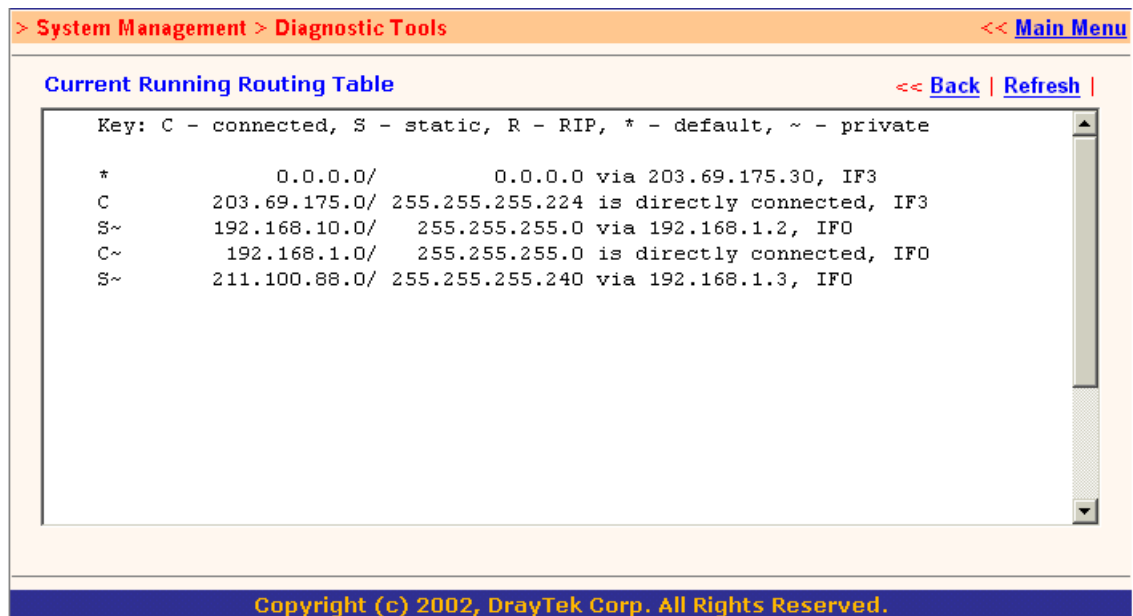 > System Management > Diagnostic Tools << Main Menu
Current Running Routing Table << Back | Refresh |
Key: C - connected, S - static, R - RIP, * - default, ~ - private
* 0.0.0.0/ 0.0.0.0 via 203.69.175.30, IF3
C 203.69.175.0/ 255.255.255.224 is directly connected, IF3
S~ 192.168.10.0/ 255.255.255.0 via 192.168.1.2, IF0
C~ 192.168.1.0/ 255.255.255.0 is directly connected, IF0
S~ 211.100.88.0/ 255.255.255.240 via 192.168.1.3, IF0
Copyright (c) 2002, DrayTek Corp. All Rights Reserved.